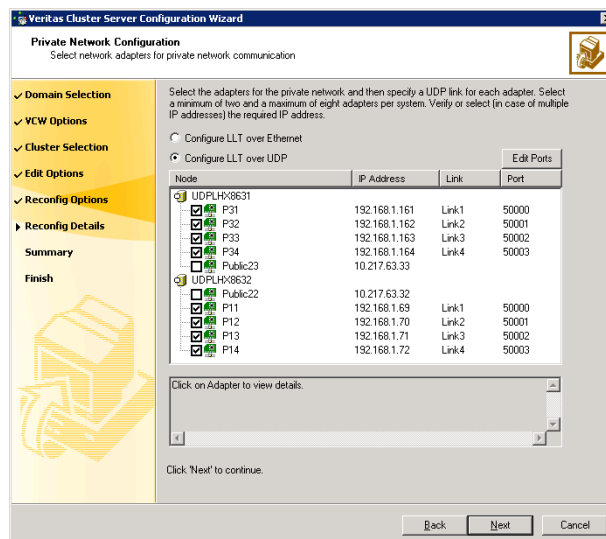 Veritas Cluster Server Configuration Wizard
Private Network Configuration
Select network adapters for private network communication
Domain Selection
VCW Options
Cluster Selection
Edit Options
Reconfig Options
Reconfig Details
Summary
Finish
Select the adapters for the private network and then specify a UDP link for each adapter. Select
a minimum of two and a maximum of eight adapters per system. Verify or select (in case of multiple
IP addresses) the required IP address.
Configure LLT over Ethernet
Configure LLT over UDP
Edit Ports
Node IP Address Link Port
UDPLHX8631
P31 192.168.1.161 Link1 50000
P32 192.168.1.162 Link2 50001
P33 192.168.1.163 Link3 50002
P34 192.168.1.164 Link4 50003
Public23 10.217.63.33
UDPLHX8632
Public22 10.217.63.32
P11 192.168.1.69 Link1 50000
P12 192.168.1.70 Link2 50001
P13 192.168.1.71 Link3 50002
P14 192.168.1.72 Link4 50003
Click on Adapter to view details.
Click 'Next' to continue.
Back Next Cancel